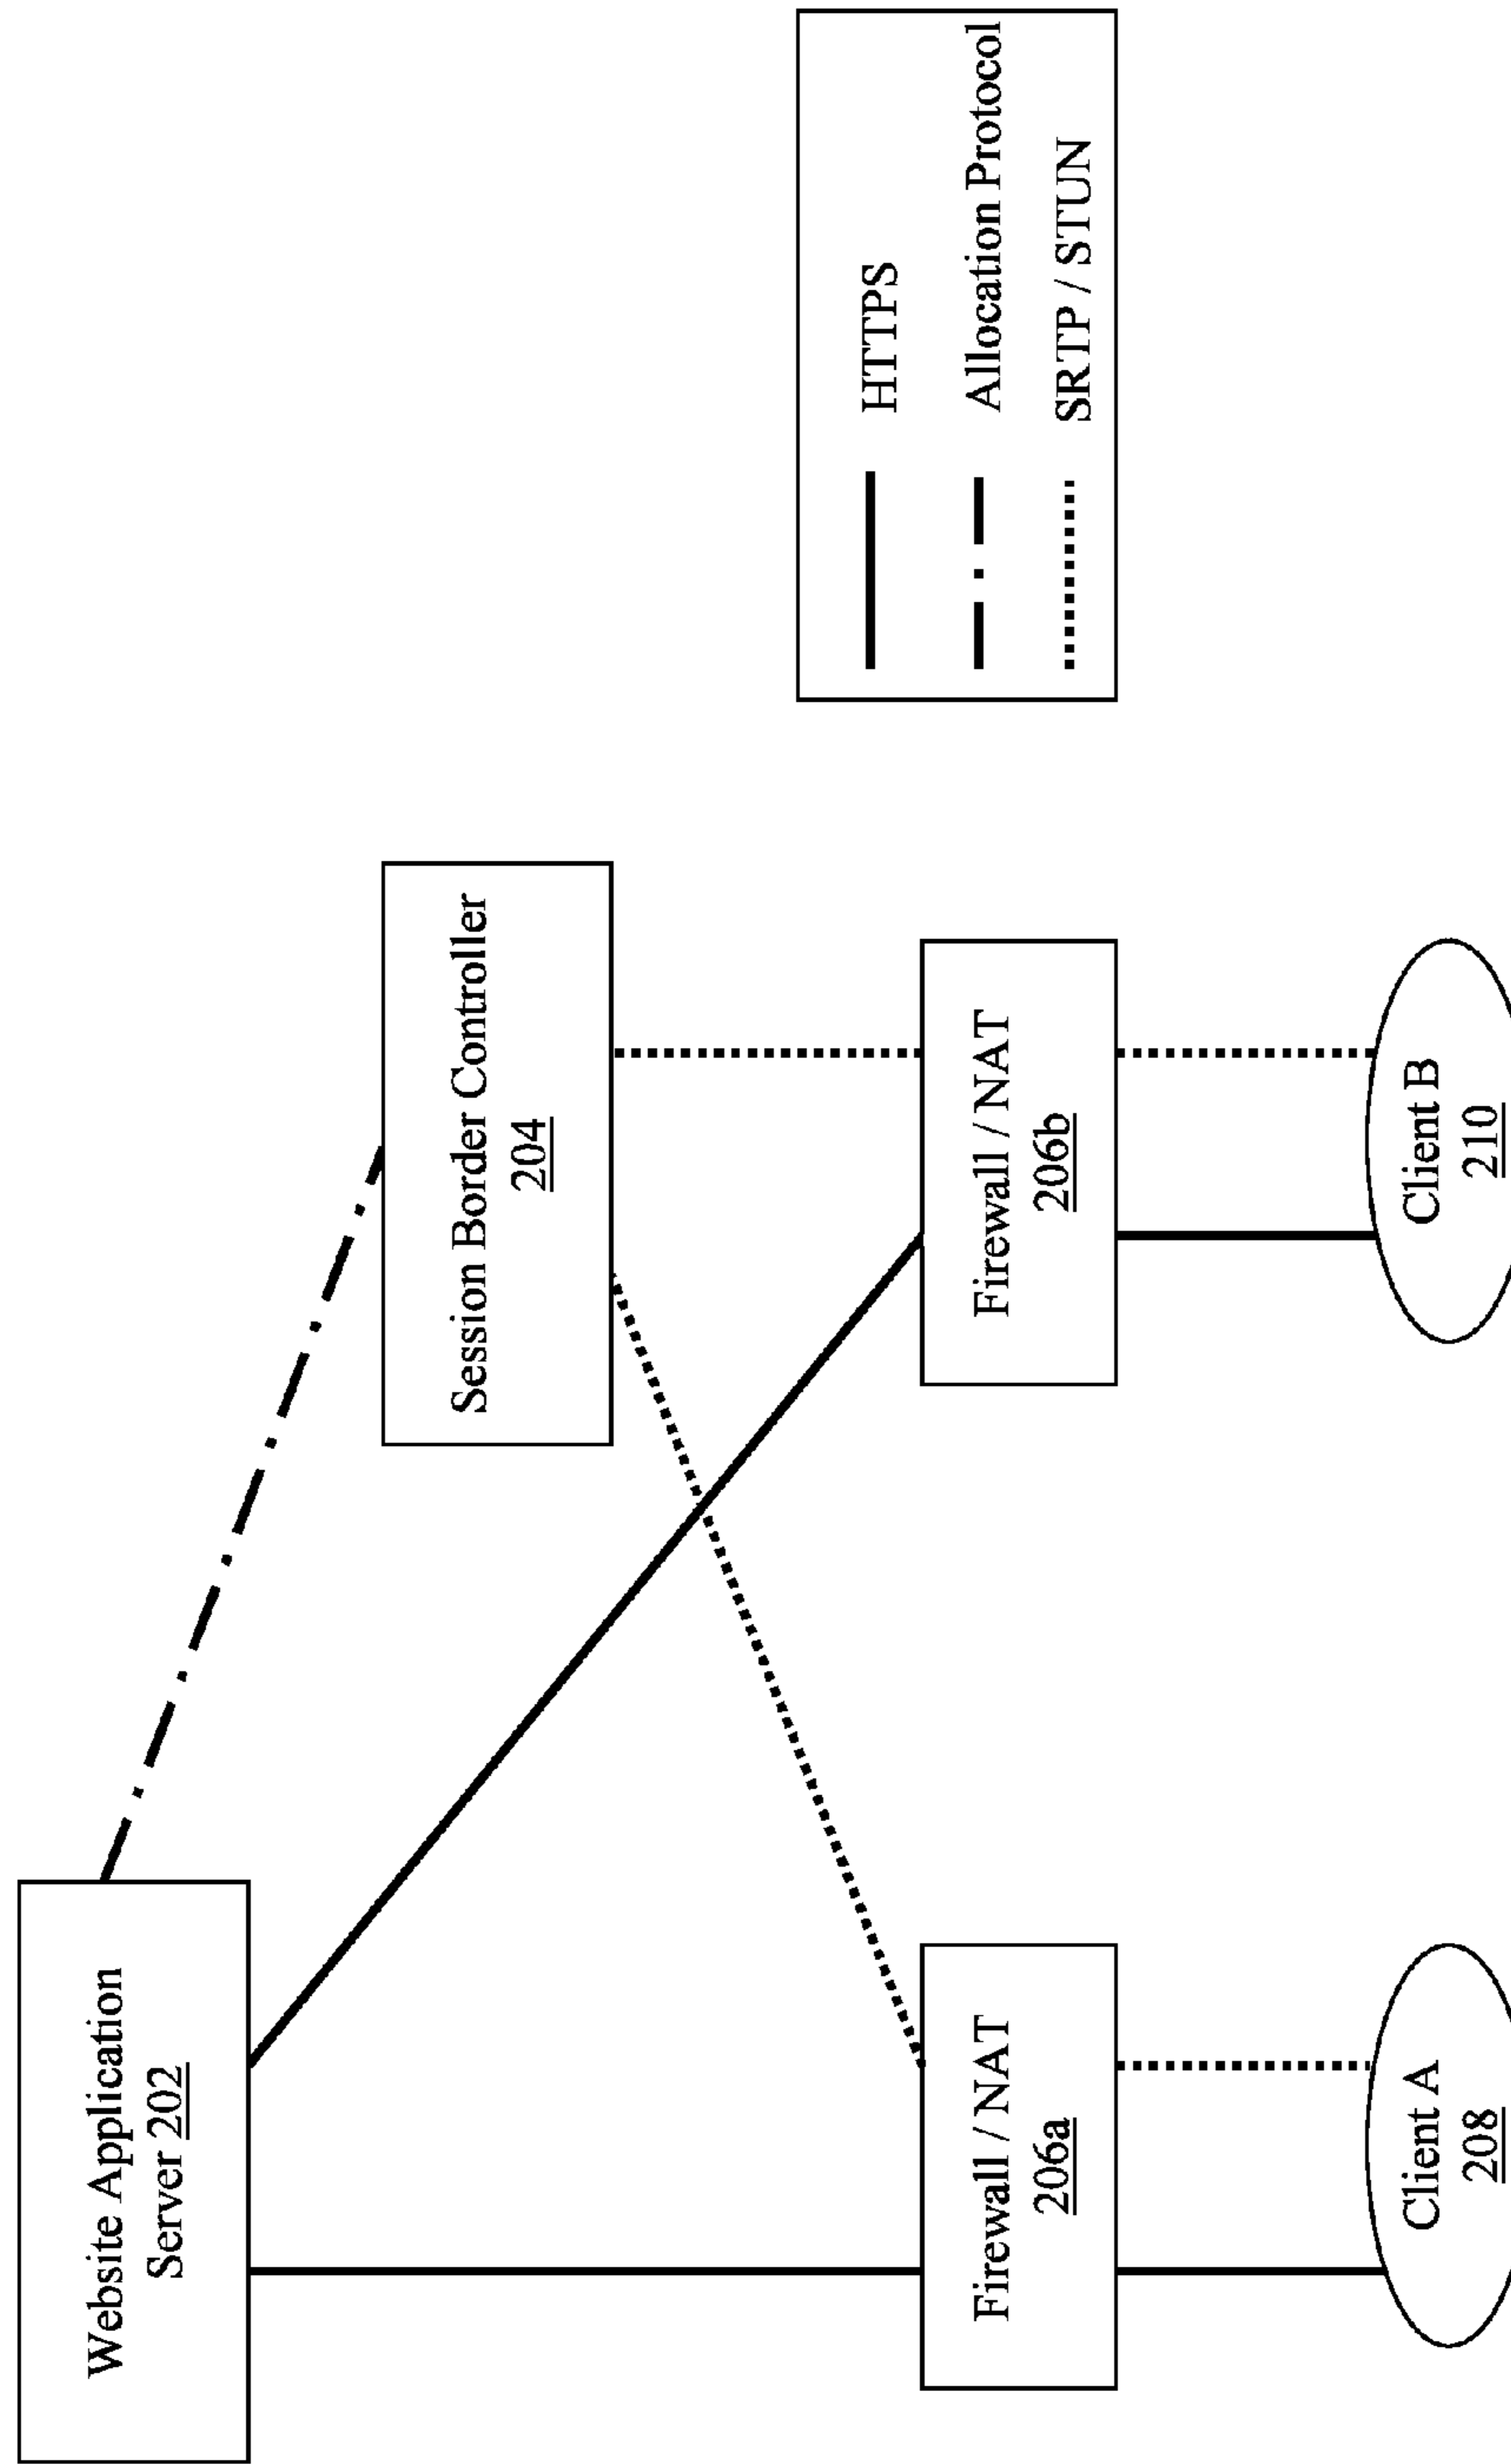 Website Application
Server 202
Session Border Controller
204
Firewall / NAT
206a
Firewall / NAT
206b
Client A
208
Client B
210
HTTPS
Allocation Protocol
SRTP / STUN